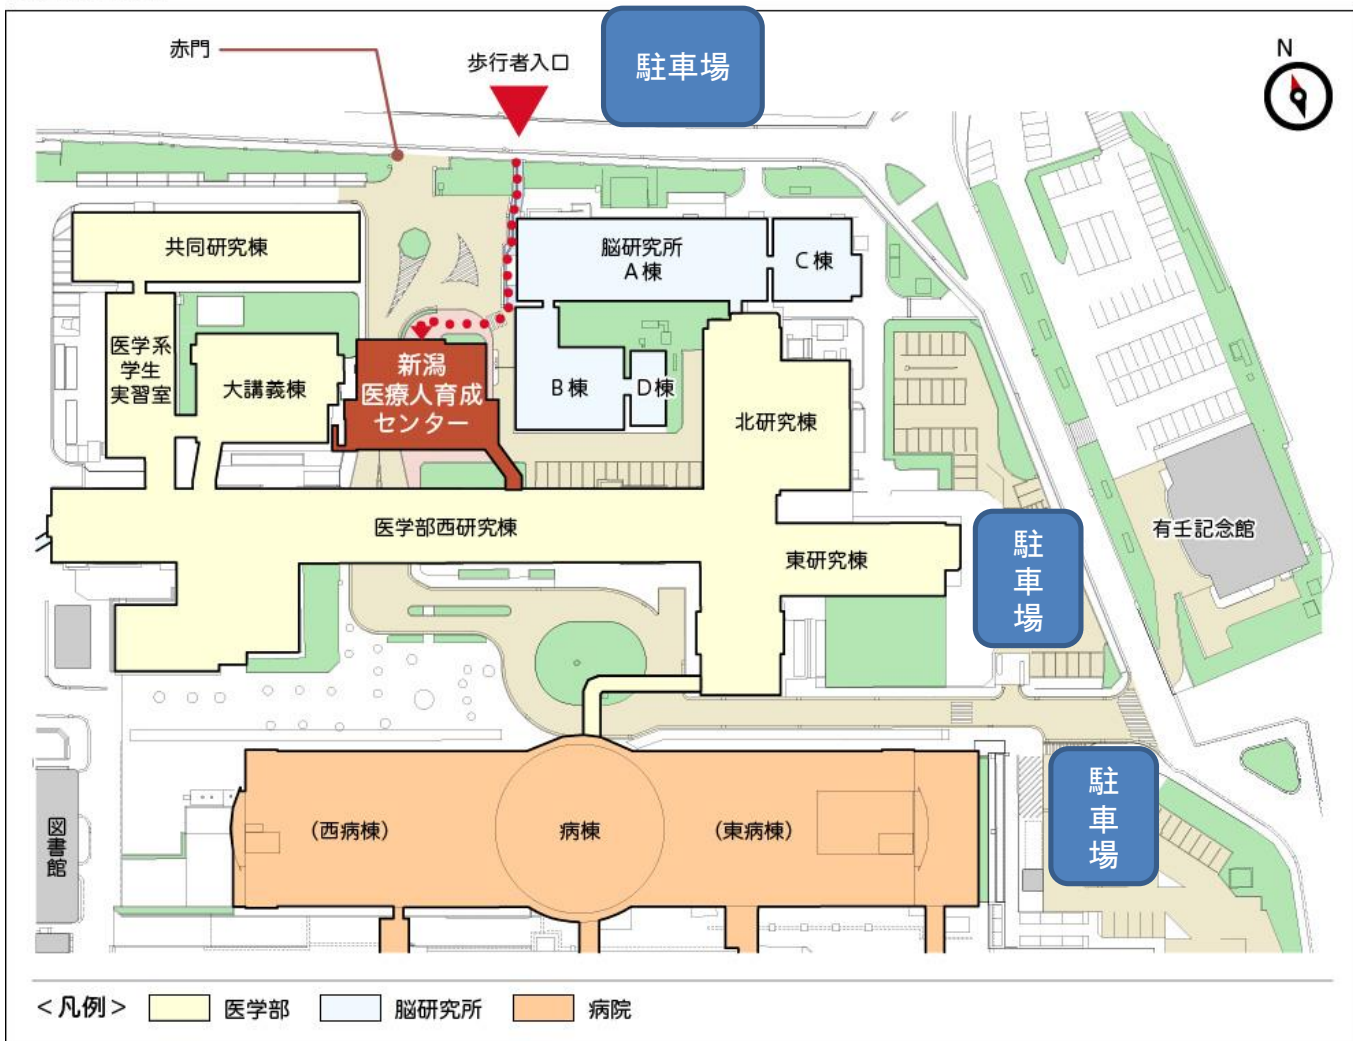 赤門
歩行者入口
駐車場
N
共同研究棟
脳研究所
A棟
C棟
医学系
学生
実習室
大講義棟
新潟
医療人育成
センター
B棟
D棟
北研究棟
医学部西研究棟
東研究棟
駐車場
有壬記念館
図書館
(西病棟)
病棟
(東病棟)
駐車場
<凡例>
医学部
脳研究所
病院